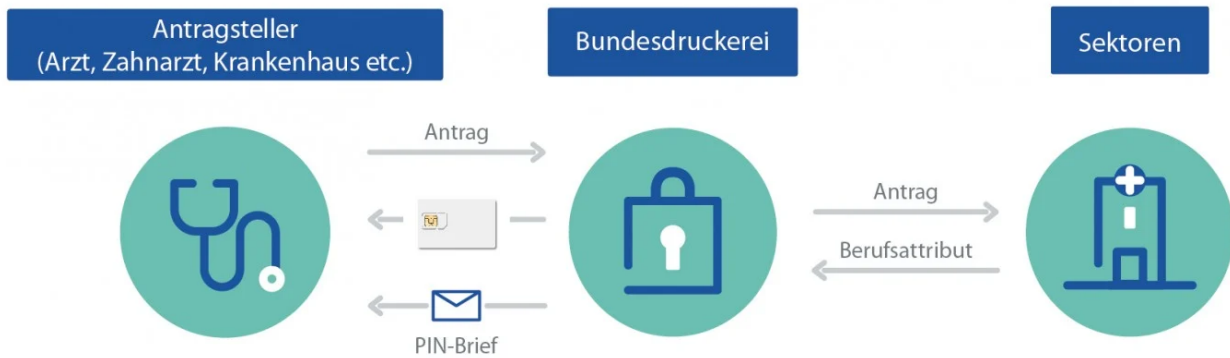 Antragsteller
(Arzt, Zahnarzt, Krankenhaus etc.)
Bundesdruckerei
Sektoren
Antrag
Antrag
Berufsattribut
PIN-Brief